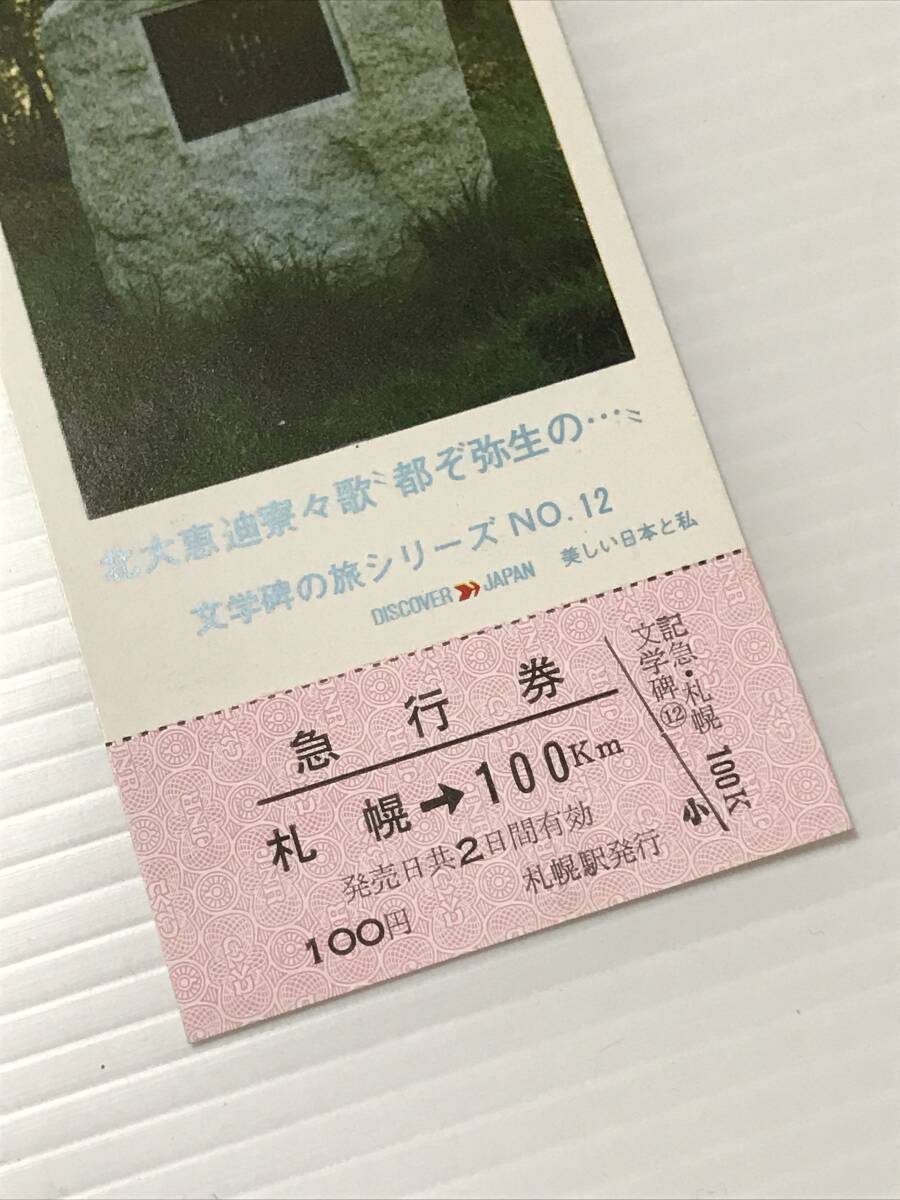 北大恵迪寮々歌〝都ぞ弥生の…〟
文学碑の旅シリーズ NO. 12
DISCOVER JAPAN 美しい日本と私
急行券
札幌➡100Km
発売日共2日間有効
100円 札幌駅発行
記急・札幌
文学碑⑫
100K
小